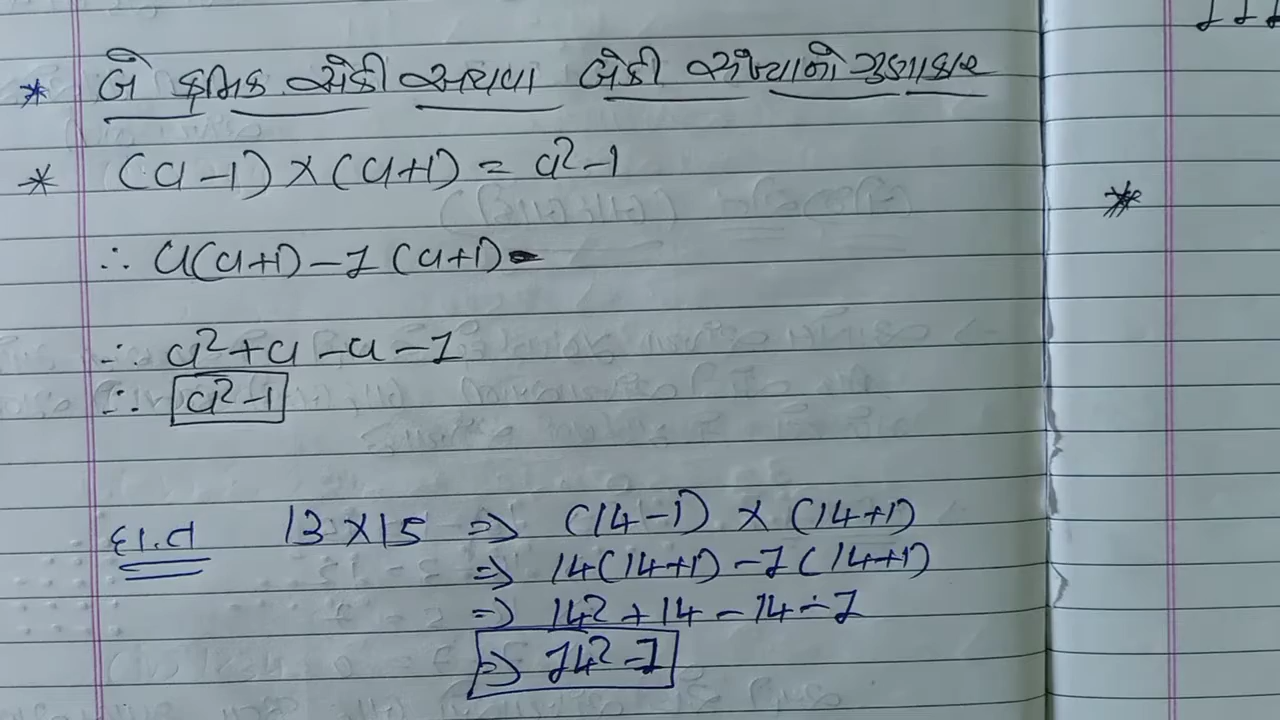 * બે ક્રમિક એકી અથવા બેકી સંખ્યાનો ગુણાકાર
* (a-1)×(a+1) = a²-1
∴ a(a+1)-1(a+1)-
∴ a²+a-a-1
∴ a²-1
દા.ત 13×15 ⇒ (14-1) × (14+1)
⇒ 14(14+1)-1(14+1)
⇒ 14²+14-14-1
⇒ 14²-1
*